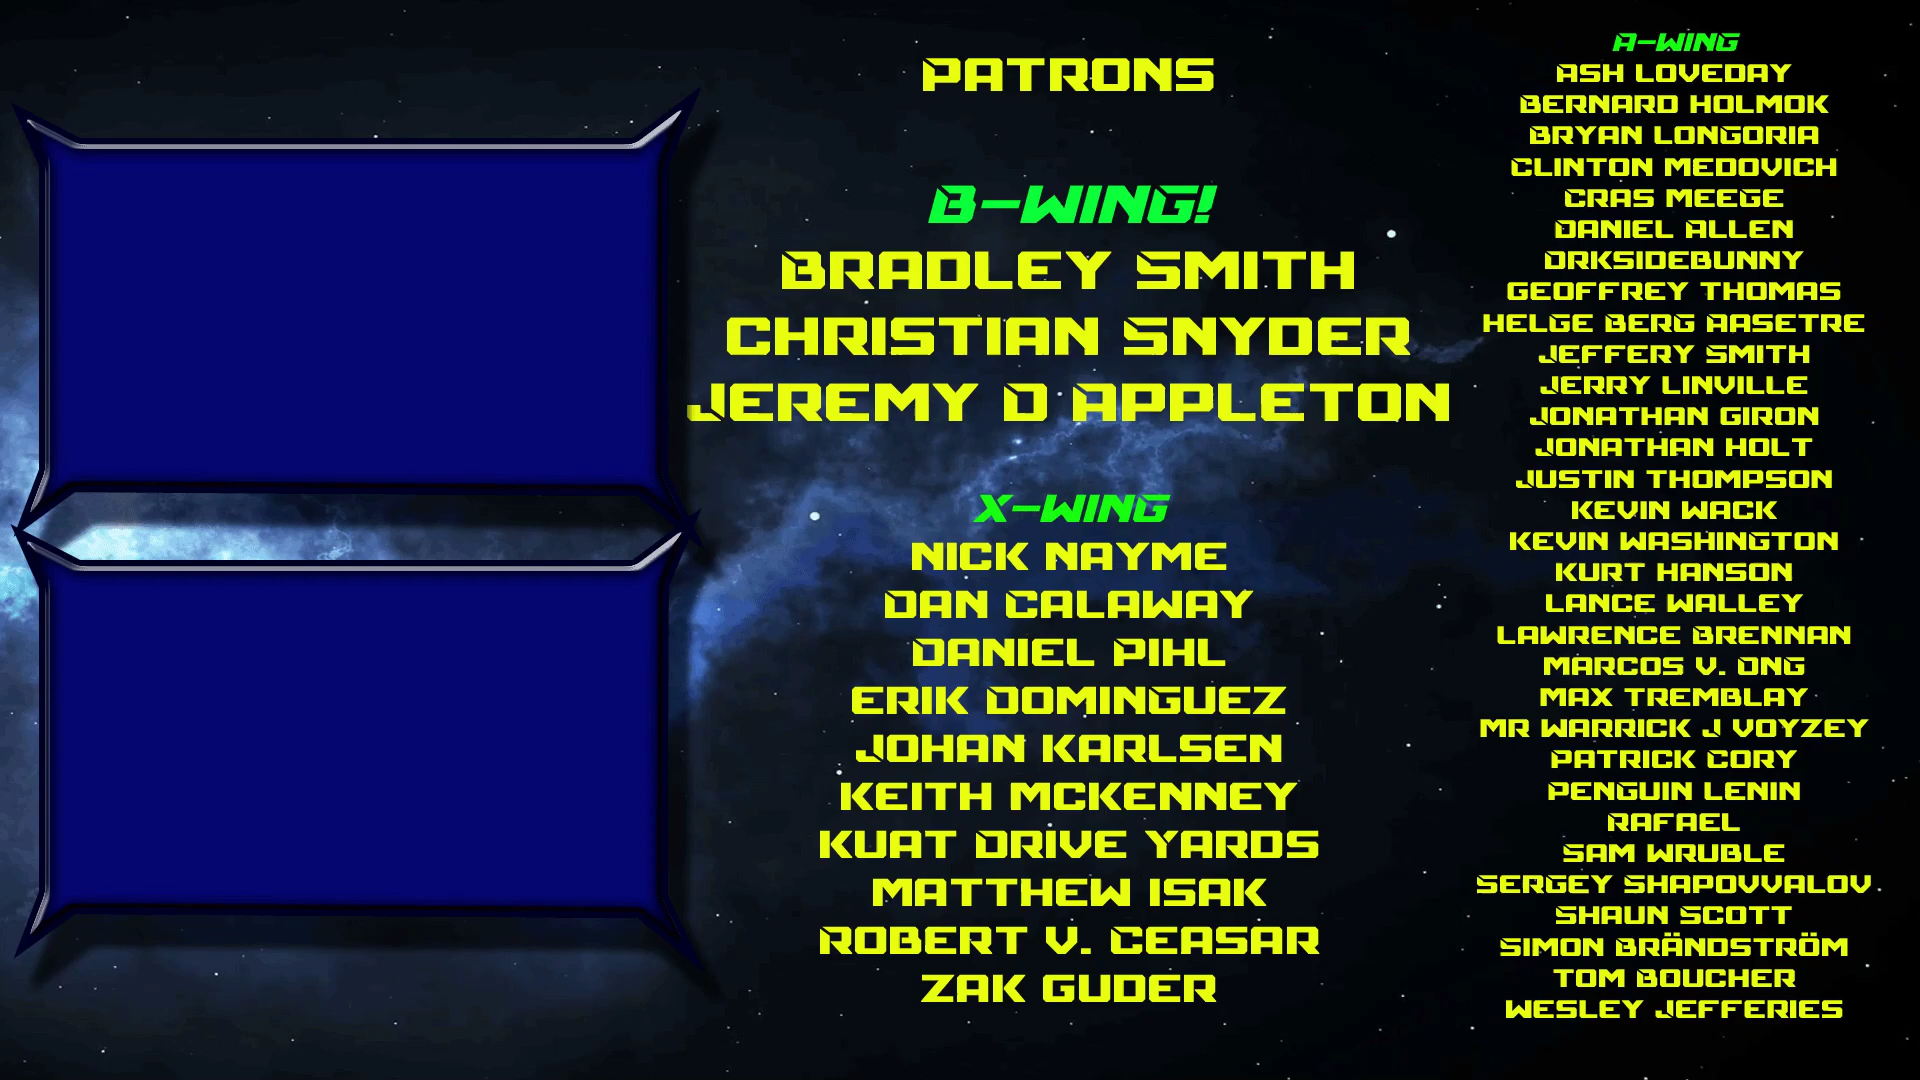 PATRONS
B-WING!
BRADLEY SMITH
CHRISTIAN SNYDER
JEREMY D APPLETON
X-WING
NICK NAYME
DAN CALAWAY
DANIEL PIHL
ERIK DOMINGUEZ
JOHAN KARLSEN
KEITH MCKENNEY
KUAT DRIVE YARDS
MATTHEW ISAK
ROBERT V. CEASAR
ZAK GUDER
A-WING
ASH LOVEDAY
BERNARD HOLMOK
BRYAN LONGORIA
CLINTON MEDOVICH
CRAS MEEGE
DANIEL ALLEN
DRKSIDEBUNNY
GEOFFREY THOMAS
HELGE BERG AASETRE
JEFFERY SMITH
JERRY LINVILLE
JONATHAN GIRON
JONATHAN HOLT
JUSTIN THOMPSON
KEVIN WACK
KEVIN WASHINGTON
KURT HANSON
LANCE WALLEY
LAWRENCE BRENNAN
MARCOS V. ONG
MAX TREMBLAY
MR WARRICK J VOYZEY
PATRICK CORY
PENGUIN LENIN
RAFAEL
SAM WRUBLE
SERGEY SHAPOVVALOV
SHAUN SCOTT
SIMON BRÄNDSTRÖM
TOM BOUCHER
WESLEY JEFFERIES